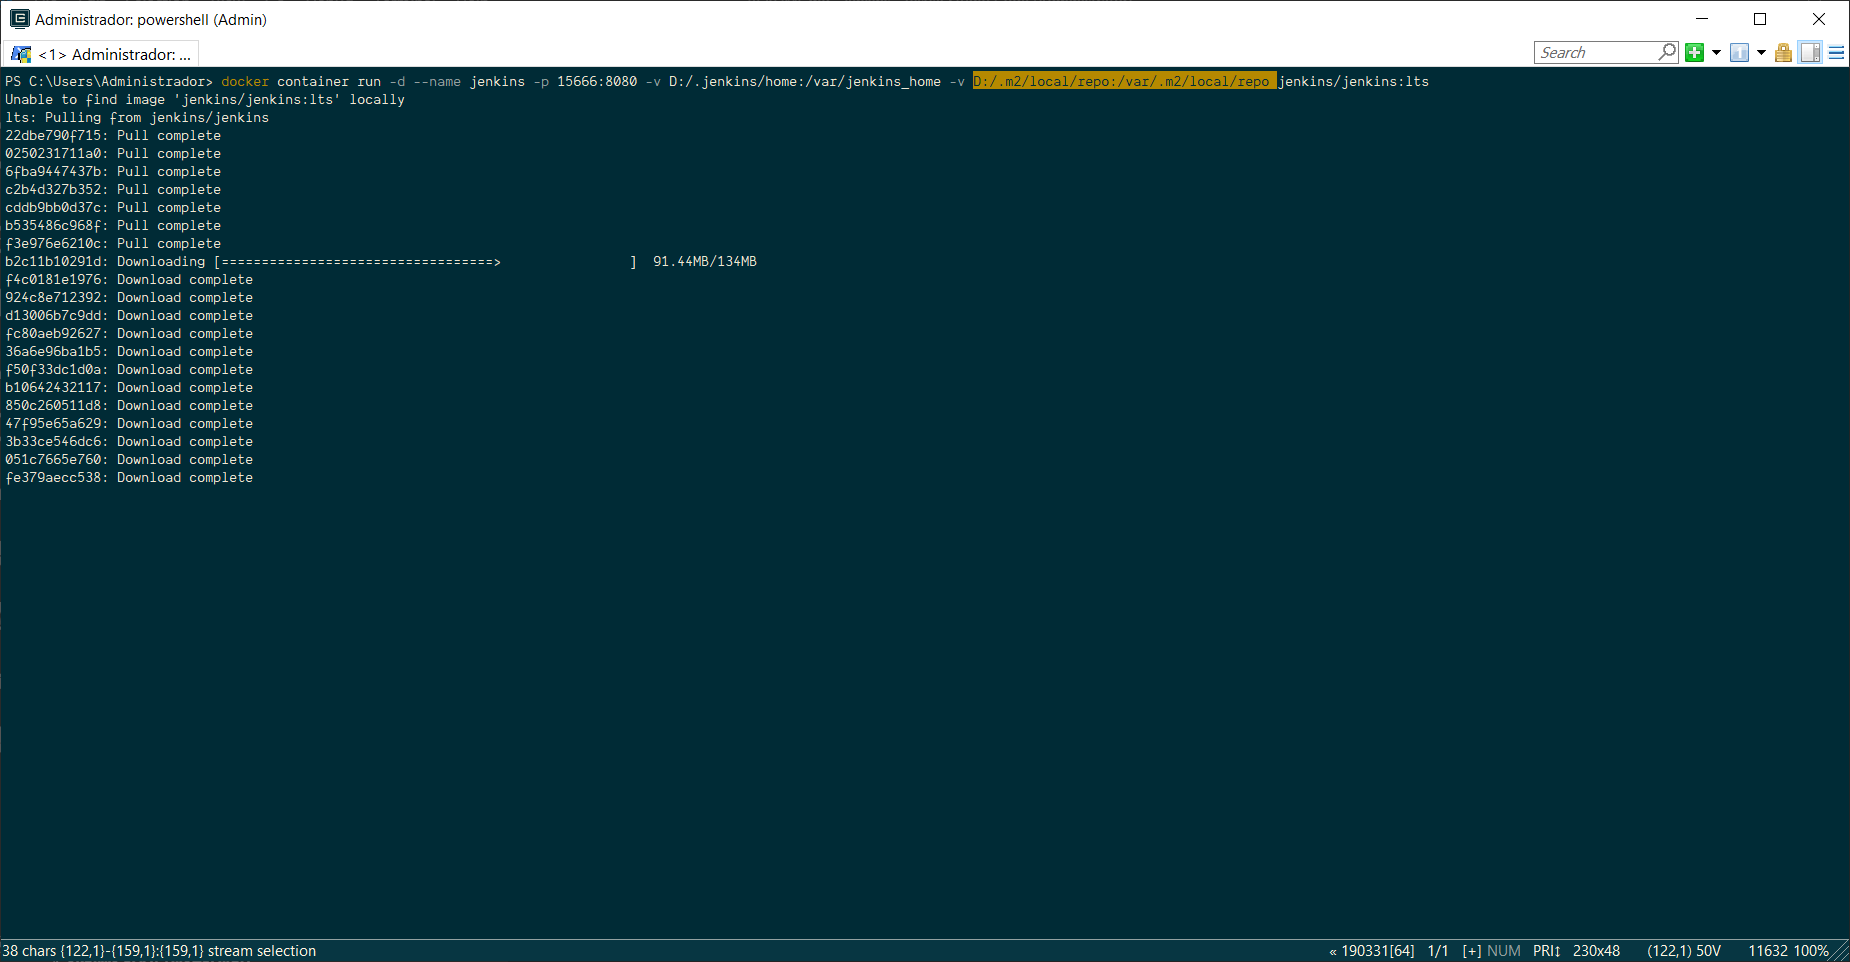 Administrador: powershell (Admin)
<1> Administrador: ...
Search
PS C:\Users\Administrador> docker container run -d --name jenkins -p 15666:8080 -v D:/.jenkins/home:/var/jenkins_home -v D:/.m2/local/repo:/var/.m2/local/repo jenkins/jenkins:lts
Unable to find image 'jenkins/jenkins:lts' locally
lts: Pulling from jenkins/jenkins
22dbe790f715: Pull complete
0250231711a0: Pull complete
6fba9447437b: Pull complete
c2b4d327b352: Pull complete
cddb9bb0d37c: Pull complete
b535486c968f: Pull complete
f3e976e6210c: Pull complete
b2c11b10291d: Downloading [==================================>                ]  91.44MB/134MB
f4c0181e1976: Download complete
924c8e712392: Download complete
d13006b7c9dd: Download complete
fc80aeb92627: Download complete
36a6e96ba1b5: Download complete
f50f33dc1d0a: Download complete
b10642432117: Download complete
850c260511d8: Download complete
47f95e65a629: Download complete
3b33ce546dc6: Download complete
051c7665e760: Download complete
fe379aecc538: Download complete
38 chars {122,1}-{159,1}:{159,1} stream selection
« 190331[64] 1/1 [+] NUM PRI↕ 230x48 (122,1) 50V 11632 100%